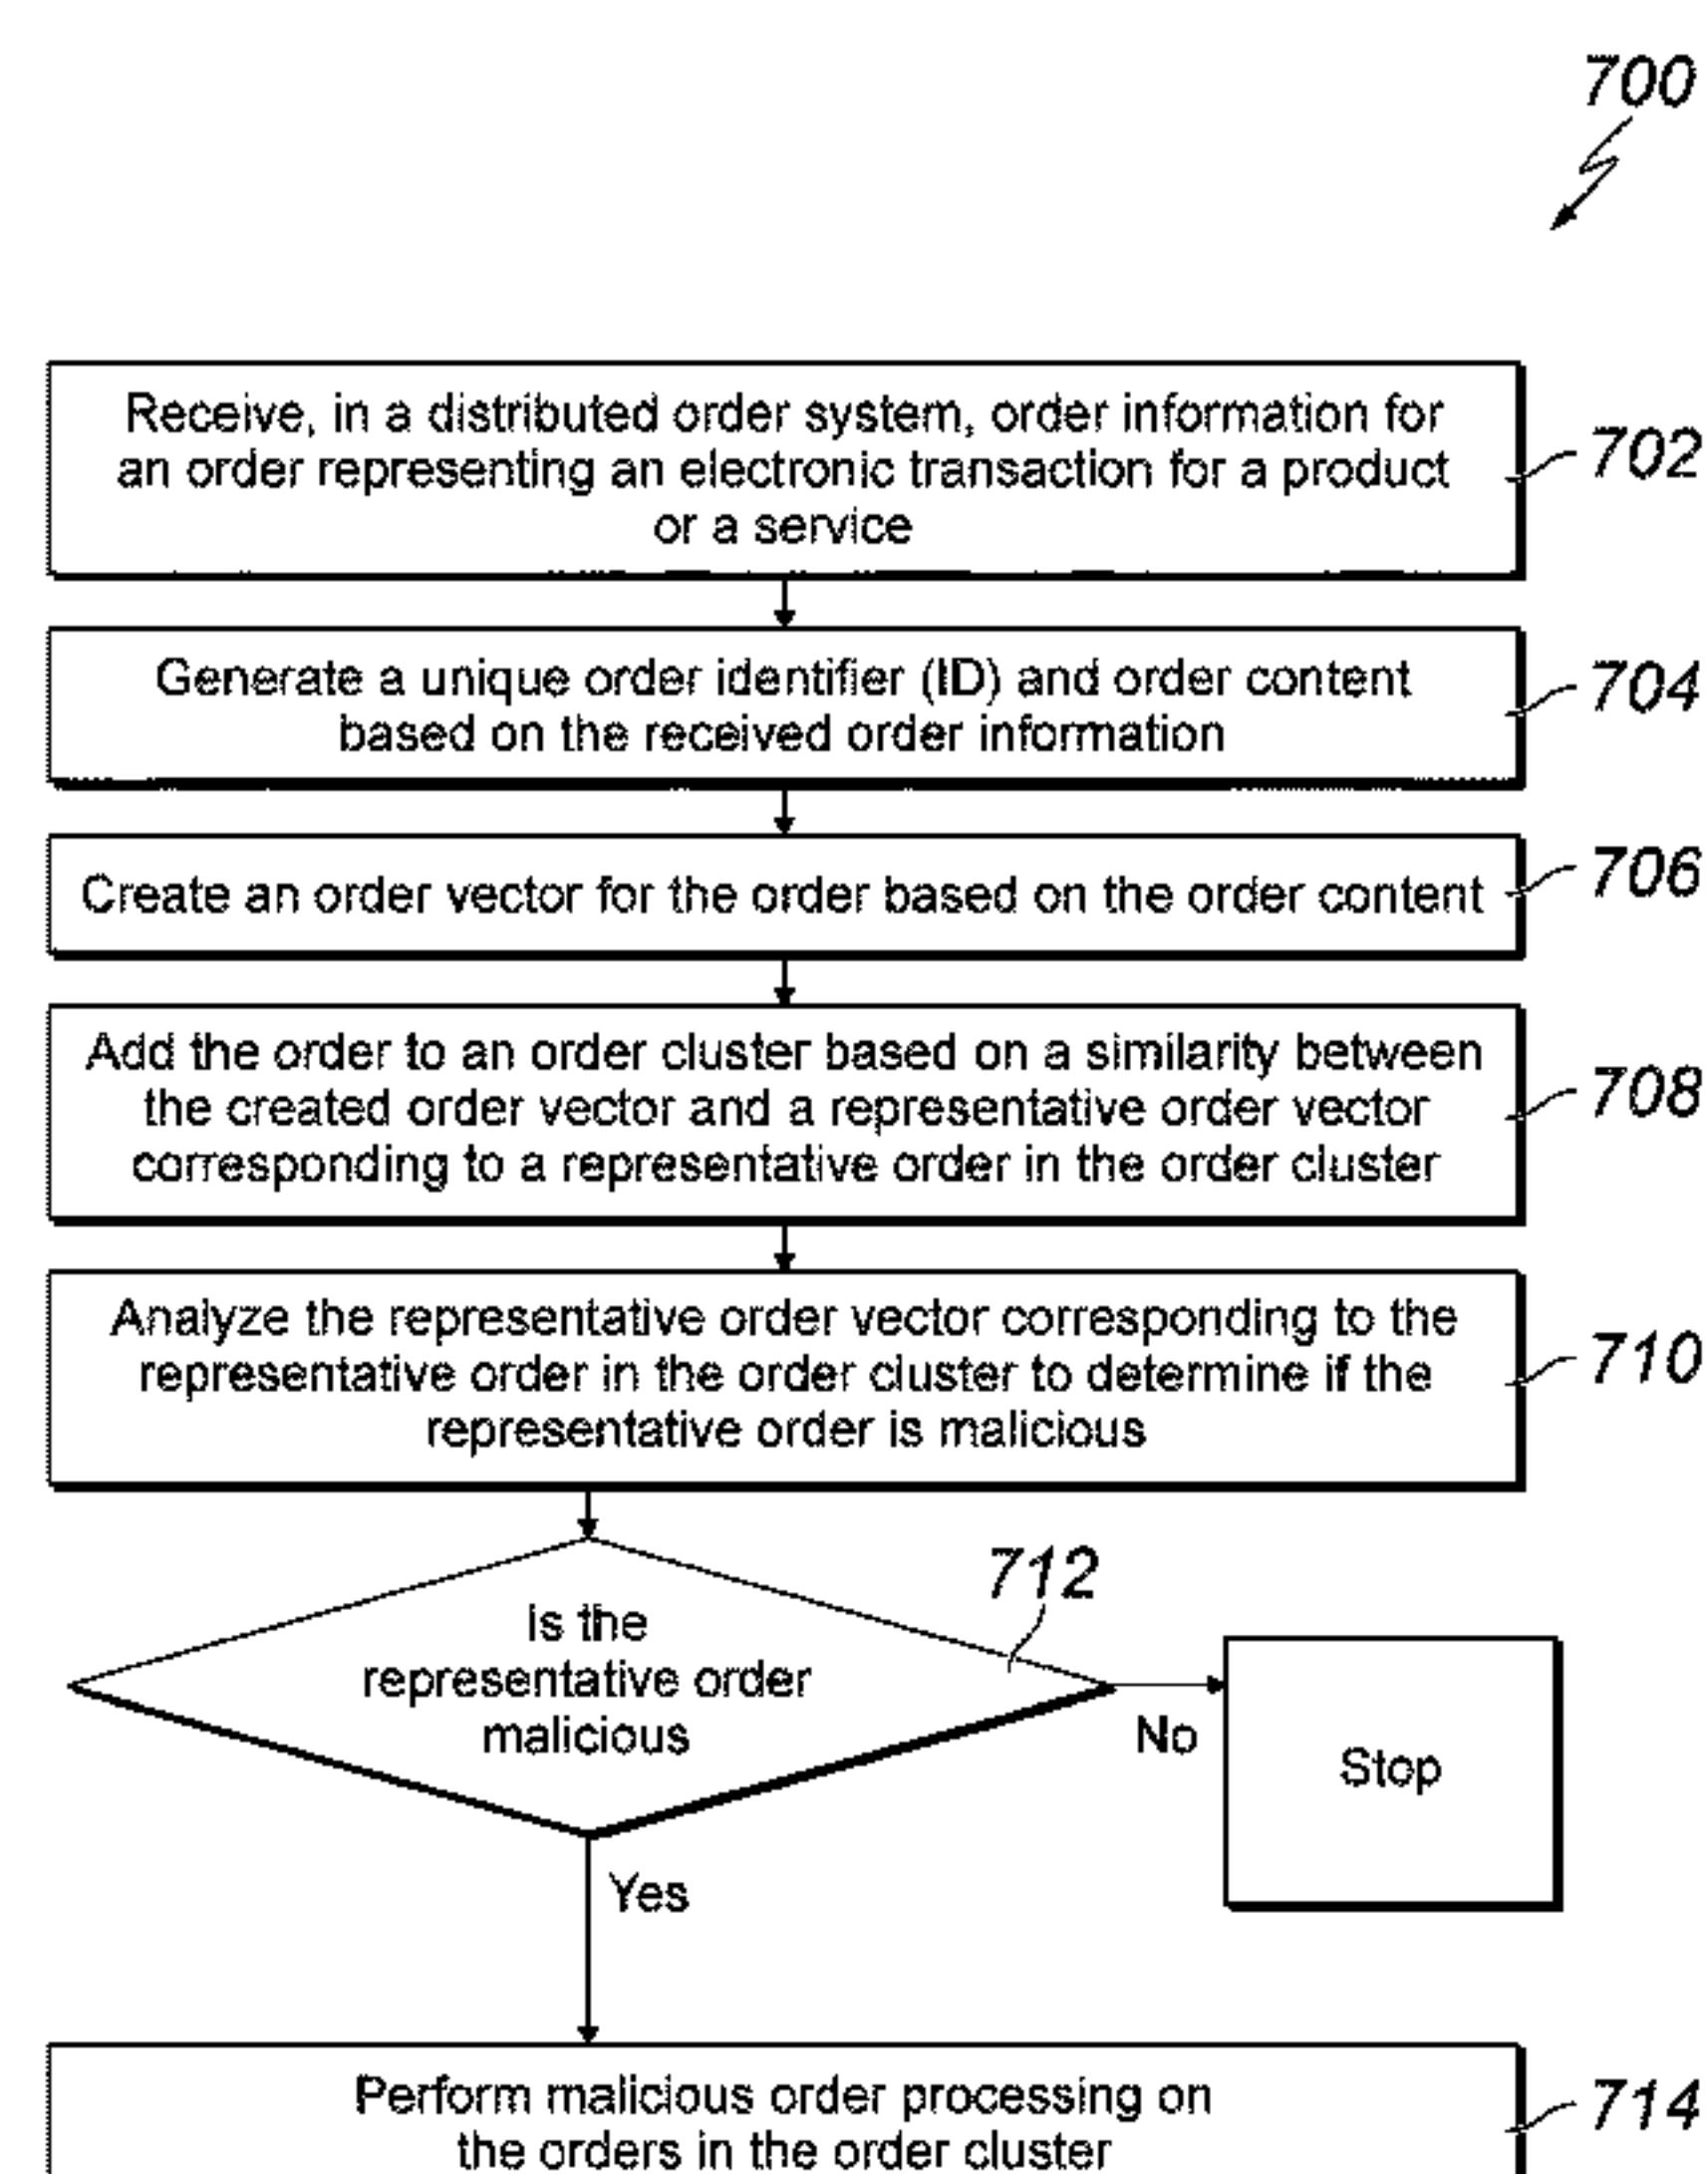 700
Receive, in a distributed order system, order information for
an order representing an electronic transaction for a product
or a service
702
Generate a unique order identifier (ID) and order content
based on the received order information
704
Create an order vector for the order based on the order content
706
Add the order to an order cluster based on a similarity between
the created order vector and a representative order vector
corresponding to a representative order in the order cluster
708
Analyze the representative order vector corresponding to the
representative order in the order cluster to determine if the
representative order is malicious
710
712
Is the
representative order
malicious
No
Stop
Yes
Perform malicious order processing on
the orders in the order cluster
714